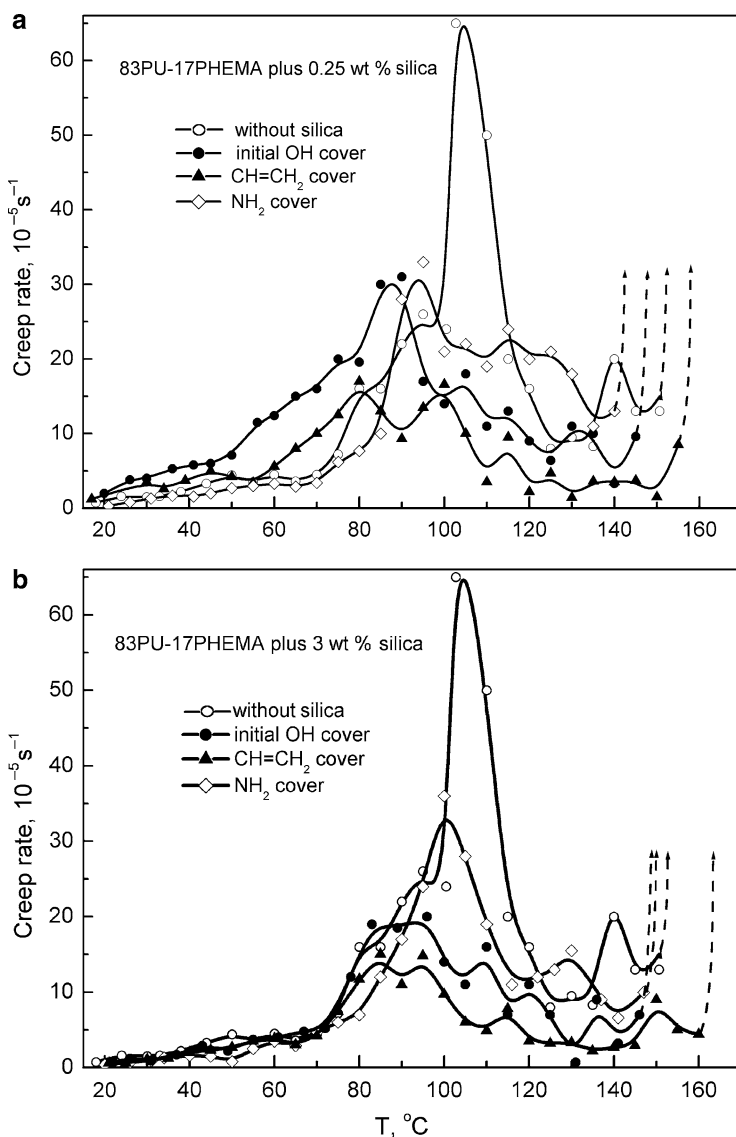 a
83PU-17PHEMA plus 0.25 wt % silica
without silica
initial OH cover
CH=CH₂ cover
NH₂ cover
Creep rate, 10⁻⁵s⁻¹
60
50
40
30
20
10
0
20 40 60 80 100 120 140 160
b
83PU-17PHEMA plus 3 wt % silica
without silica
initial OH cover
CH=CH₂ cover
NH₂ cover
Creep rate, 10⁻⁵s⁻¹
60
50
40
30
20
10
0
20 40 60 80 100 120 140 160
T, °C